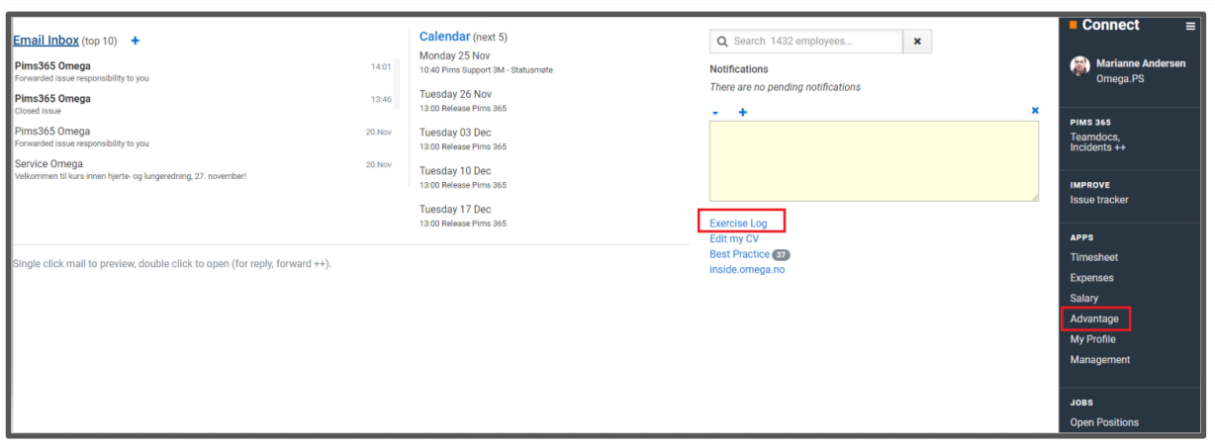 Email Inbox (top 10) +
Pims365 Omega 14:01
Forwarded issue responsibility to you
Pims365 Omega 13:46
Closed Issue
Pims365 Omega 20.Nov
Forwarded issue responsibility to you
Service Omega 20.Nov
Velkommen til kurs innen hjerte- og lungeredning, 27. november!
Single click mail to preview, double click to open (for reply, forward ++).
Calendar (next 5)
Monday 25 Nov
10:40 Pims Support 3M - Statusmøte
Tuesday 26 Nov
13:00 Release Pims 365
Tuesday 03 Dec
13:00 Release Pims 365
Tuesday 10 Dec
13:00 Release Pims 365
Tuesday 17 Dec
13:00 Release Pims 365
Search 1432 employees...
Notifications
There are no pending notifications
Exercise Log
Edit my CV
Best Practice 37
inside.omega.no
Connect
Marianne Andersen
Omega.PS
PIMS 365
Teamdocs,
Incidents ++
IMPROVE
Issue tracker
APPS
Timesheet
Expenses
Salary
Advantage
My Profile
Management
JOBS
Open Positions